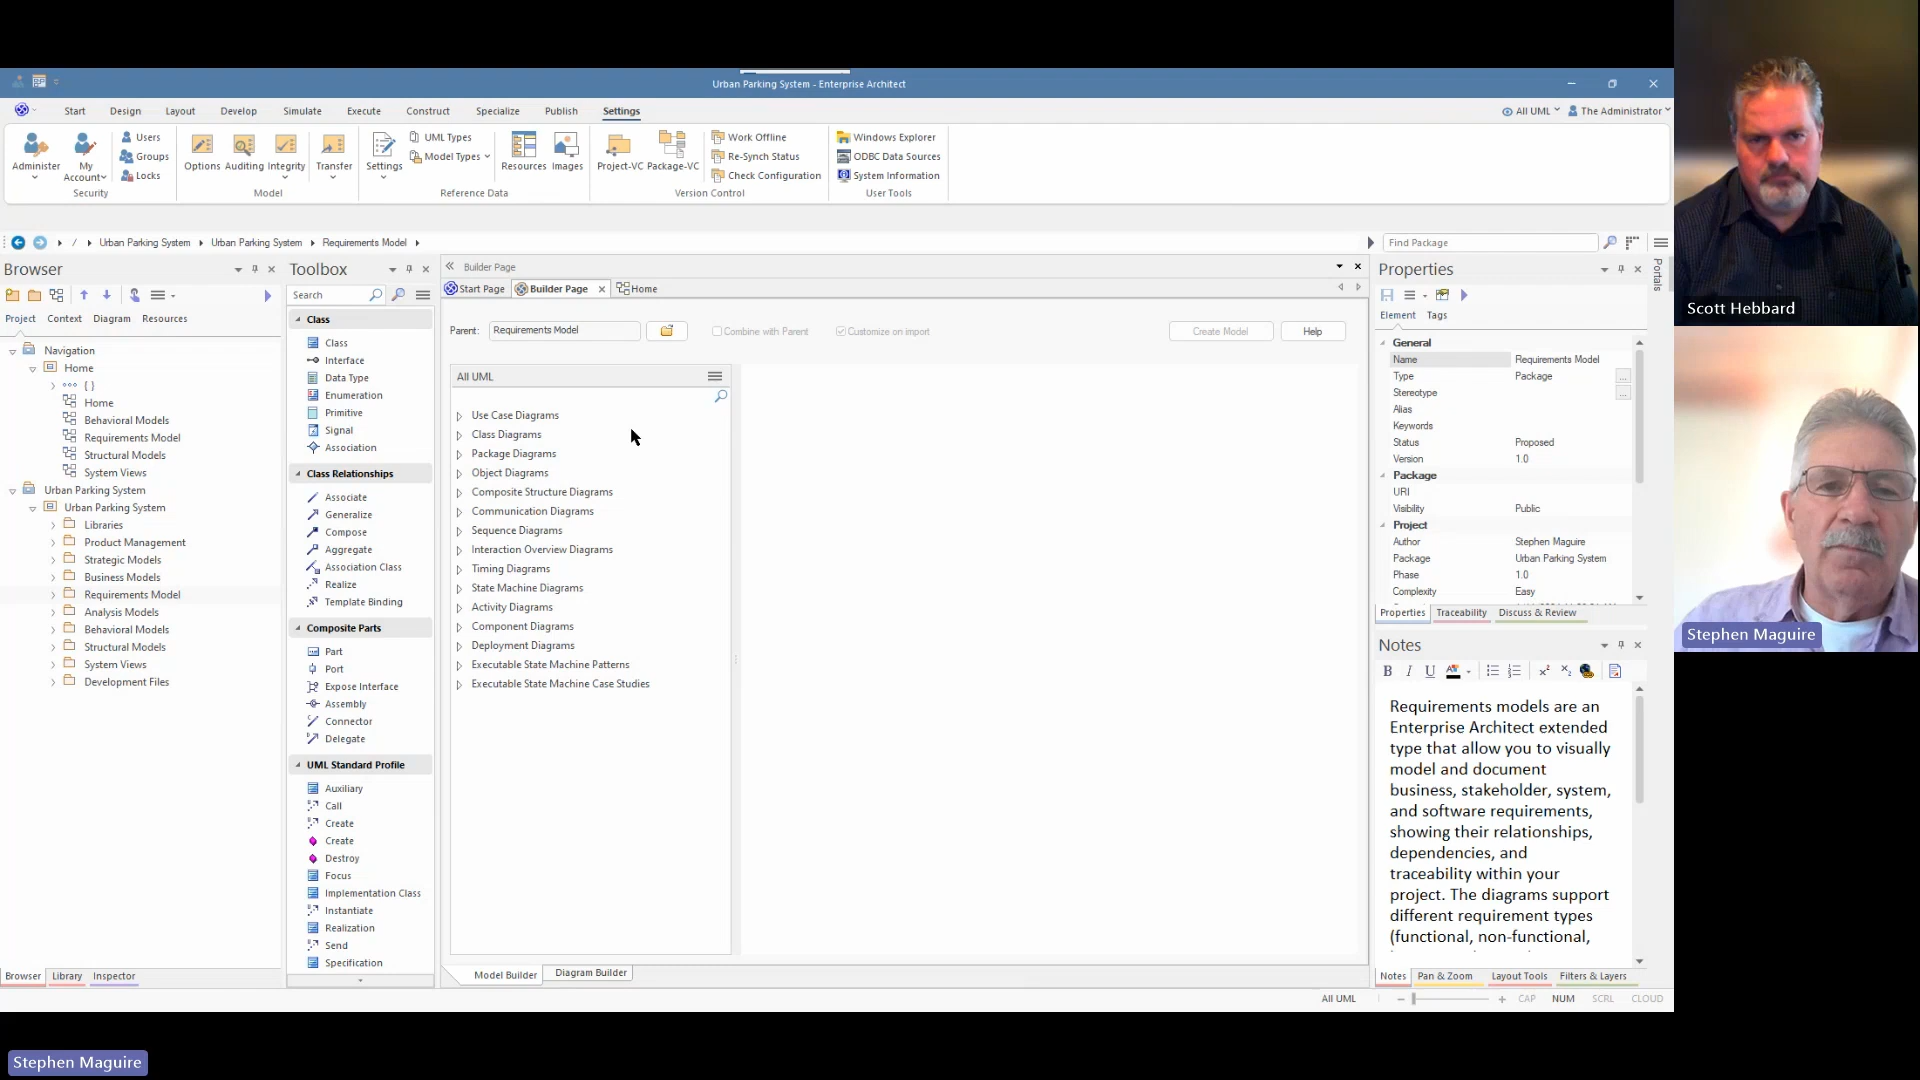 Urban Parking System - Enterprise Architect
Start Design Layout Develop Simulate Execute Construct Specialize Publish Settings
All UML The Administrator
Administer
My Account
Users
Groups
Locks
Security
Options Auditing Integrity Transfer
Model
Settings
UML Types
Model Types
Resources Images
Reference Data
Project-VC Package-VC
Work Offline
Re-Synch Status
Check Configuration
Version Control
Windows Explorer
ODBC Data Sources
System Information
User Tools
/ Urban Parking System Urban Parking System Requirements Model
Find Package
Browser
Project Context Diagram Resources
Navigation
Home
{ }
Home
Behavioral Models
Requirements Model
Structural Models
System Views
Urban Parking System
Urban Parking System
Libraries
Product Management
Strategic Models
Business Models
Requirements Model
Analysis Models
Behavioral Models
Structural Models
System Views
Development Files
Browser Library Inspector
Toolbox
Search
Class
Class
Interface
Data Type
Enumeration
Primitive
Signal
Association
Class Relationships
Associate
Generalize
Compose
Aggregate
Association Class
Realize
Template Binding
Composite Parts
Part
Port
Expose Interface
Assembly
Connector
Delegate
UML Standard Profile
Auxiliary
Call
Create
Create
Destroy
Focus
Implementation Class
Instantiate
Realization
Send
Specification
Builder Page
Start Page Builder Page Home
Parent: Requirements Model Combine with Parent Customize on import Create Model Help
All UML
Use Case Diagrams
Class Diagrams
Package Diagrams
Object Diagrams
Composite Structure Diagrams
Communication Diagrams
Sequence Diagrams
Interaction Overview Diagrams
Timing Diagrams
State Machine Diagrams
Activity Diagrams
Component Diagrams
Deployment Diagrams
Executable State Machine Patterns
Executable State Machine Case Studies
Model Builder Diagram Builder
Properties
Element Tags
General
Name Requirements Model
Type Package
Stereotype
Alias
Keywords
Status Proposed
Version 1.0
Package
URI
Visibility Public
Project
Author Stephen Maguire
Package Urban Parking System
Phase 1.0
Complexity Easy
Properties Traceability Discuss & Review
Portals
Notes
B I U
Requirements models are an
Enterprise Architect extended
type that allow you to visually
model and document
business, stakeholder, system,
and software requirements,
showing their relationships,
dependencies, and
traceability within your
project. The diagrams support
different requirement types
(functional, non-functional,
Notes Pan & Zoom Layout Tools Filters & Layers
All UML CAP NUM SCRL CLOUD
Scott Hebbard
Stephen Maguire
Stephen Maguire